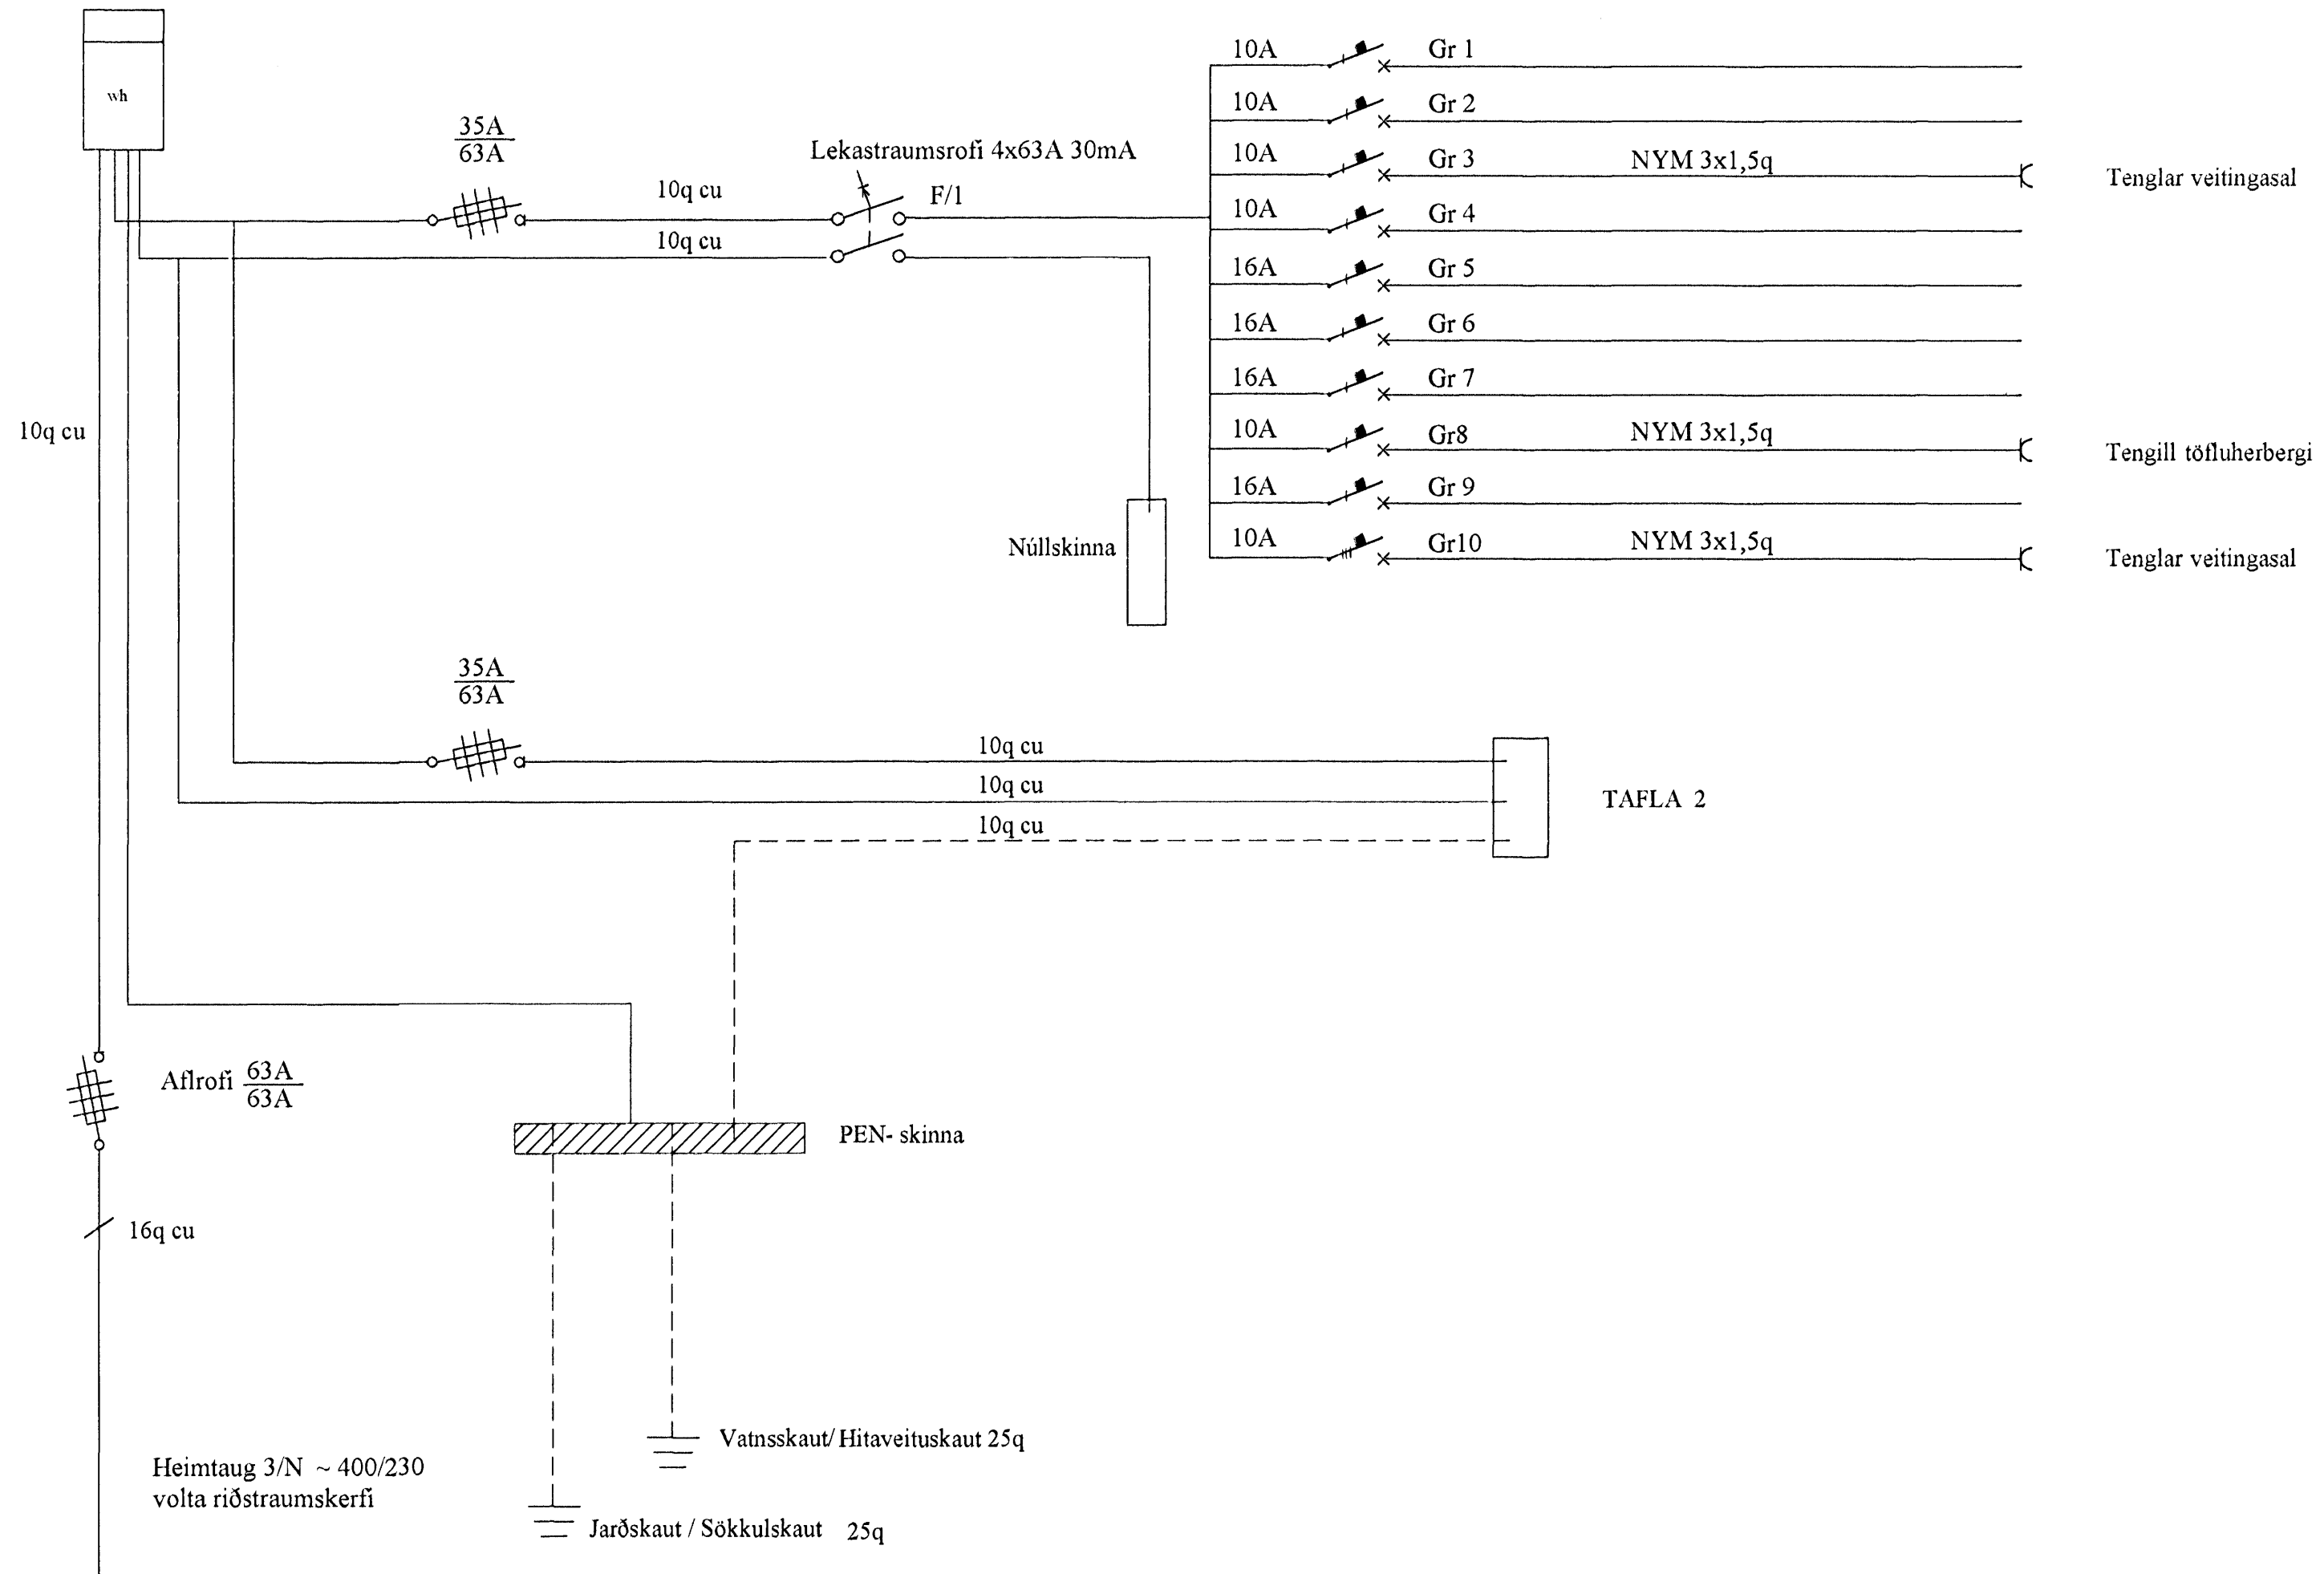 wh
35A
63A
10q cu
10q cu
Lekastraumsrofi 4x63A 30mA
F/1
10A Gr 1
10A Gr 2
10A Gr 3 NYM 3x1,5q Tenglar veitingasal
10A Gr 4
16A Gr 5
16A Gr 6
16A Gr 7
10A Gr8 NYM 3x1,5q Tengill töfluherbergi
16A Gr 9
10A Gr10 NYM 3x1,5q Tenglar veitingasal
10q cu
Núllskinna
35A
63A
10q cu
10q cu
10q cu
TAFLA 2
Aflrofi 63A
63A
PEN- skinna
16q cu
Vatnsskaut/ Hitaveituskaut 25q
Heimtaug 3/N ~ 400/230
volta riðstraumskerfi
Jarðskaut / Sökkulskaut 25q